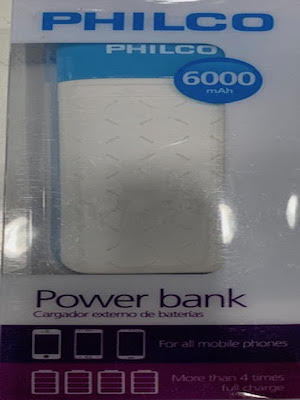 PHILCO
PHILCO
6000
mAh
Power bank
Cargador externo de baterías
For all mobile phones
More than 4 times
full charge